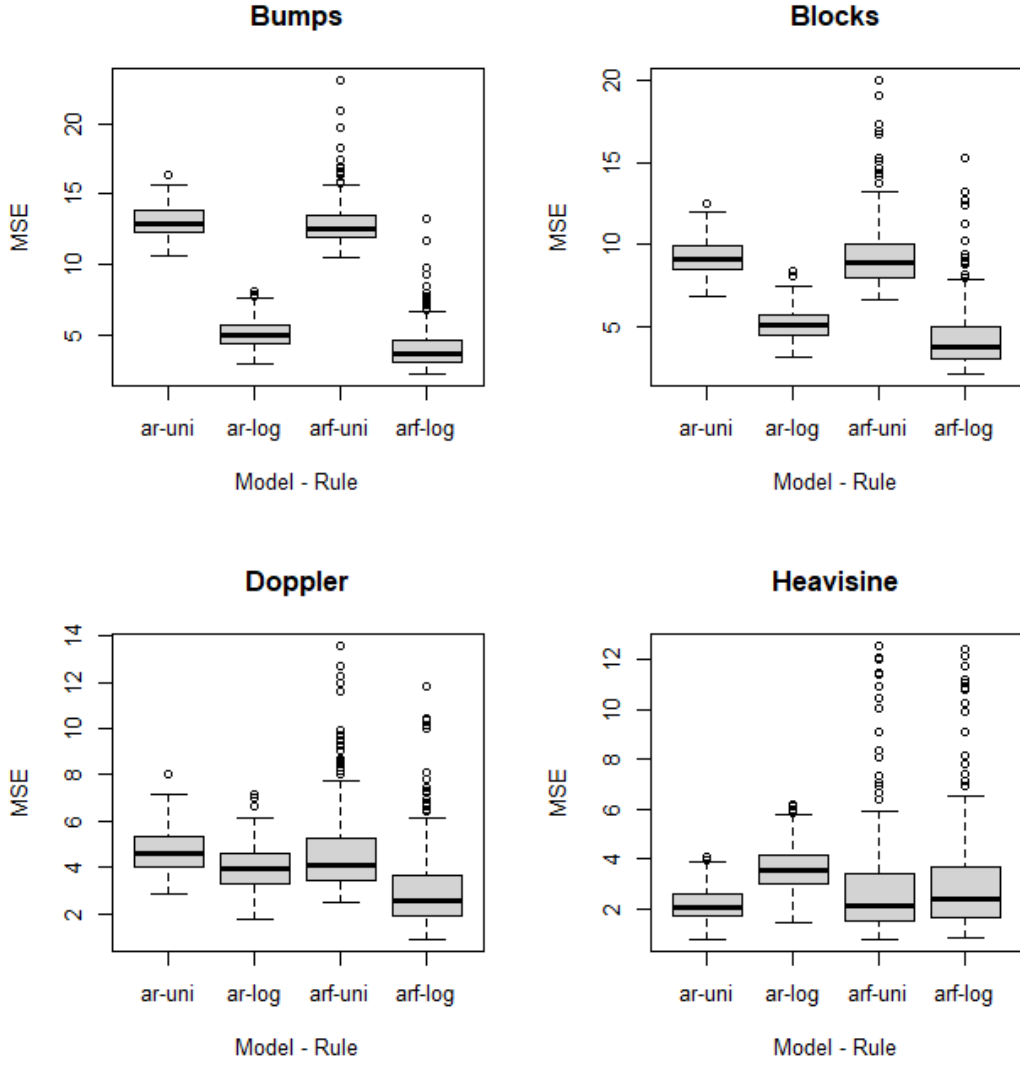 Bumps
MSE
20
15
10
5
ar-uni ar-log arf-uni arf-log
Model - Rule
Blocks
MSE
20
15
10
5
ar-uni ar-log arf-uni arf-log
Model - Rule
Doppler
MSE
14
12
10
8
6
4
2
ar-uni ar-log arf-uni arf-log
Model - Rule
Heavisine
MSE
12
10
8
6
4
2
ar-uni ar-log arf-uni arf-log
Model - Rule